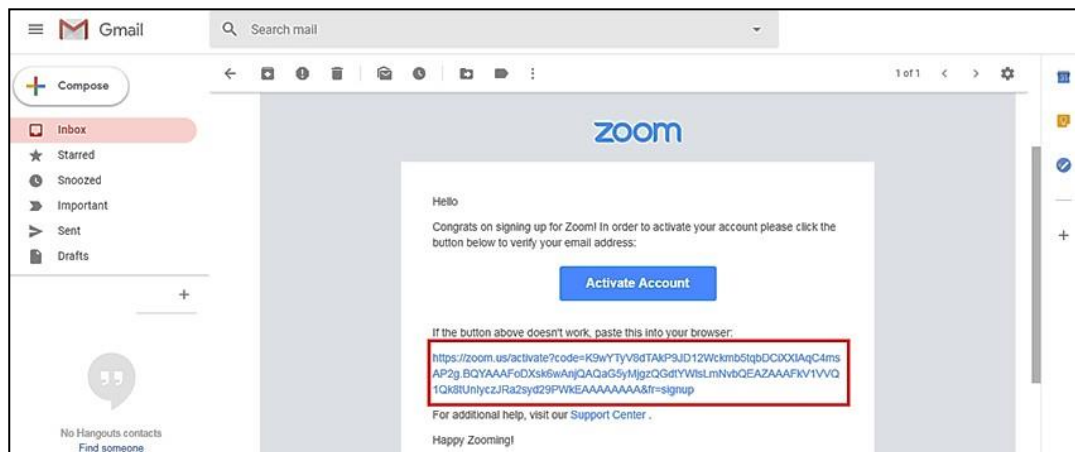 Gmail
Search mail
Compose
1 of 1
Inbox
Starred
Snoozed
Important
Sent
Drafts
zoom
Hello
Congrats on signing up for Zoom! In order to activate your account please click the
button below to verify your email address:
Activate Account
If the button above doesn't work, paste this into your browser:
For additional help, visit our Support Center .
Happy Zooming!
No Hangouts contacts
Find someone